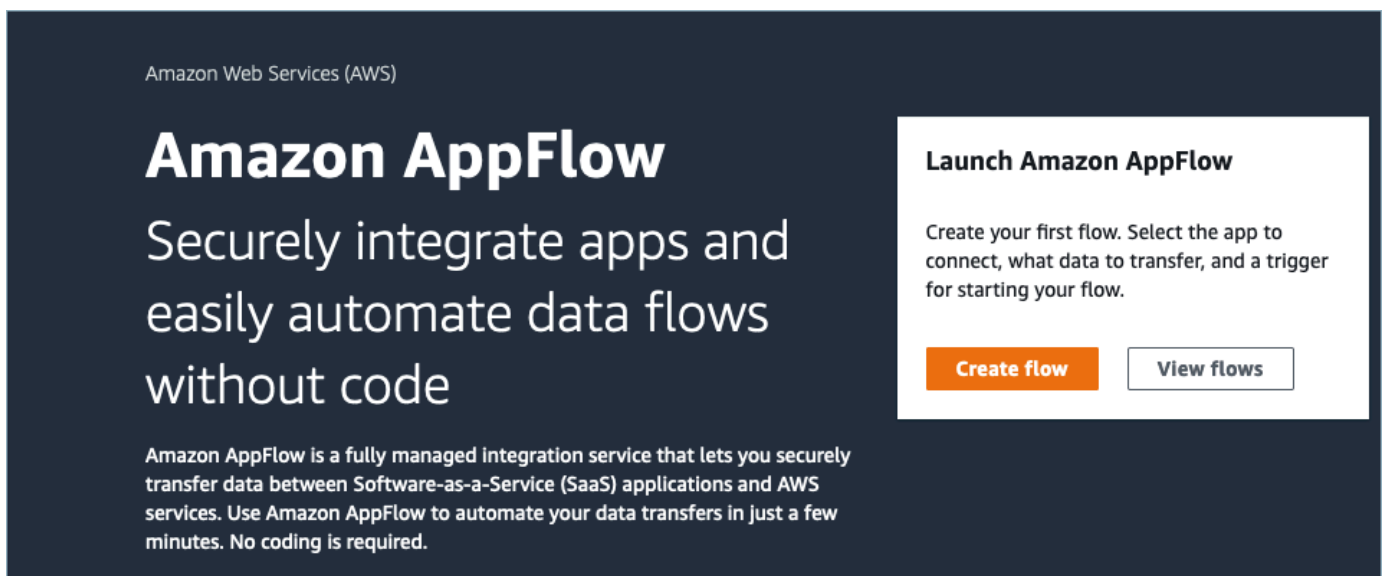 Amazon Web Services (AWS)
Amazon AppFlow
Securely integrate apps and
easily automate data flows
without code
Amazon AppFlow is a fully managed integration service that lets you securely
transfer data between Software-as-a-Service (SaaS) applications and AWS
services. Use Amazon AppFlow to automate your data transfers in just a few
minutes. No coding is required.
Launch Amazon AppFlow
Create your first flow. Select the app to
connect, what data to transfer, and a trigger
for starting your flow.
Create flow
View flows